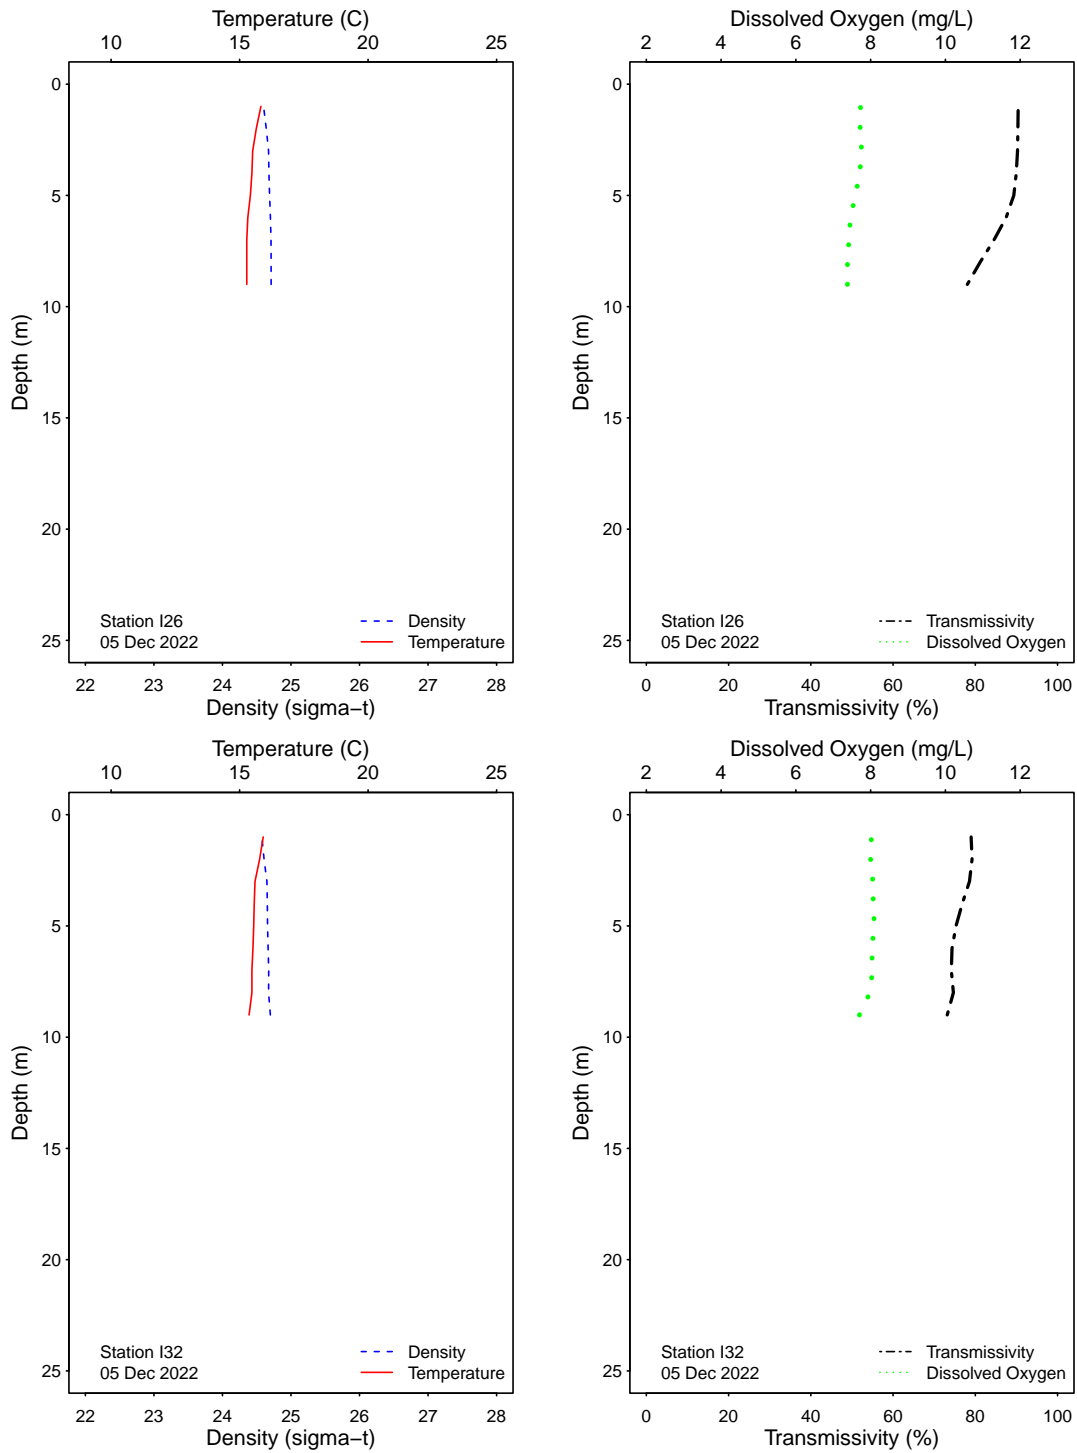 Temperature (C)
10 15 20 25
0
5
10
15
20
25
Depth (m)
Station I26
05 Dec 2022
Density
Temperature
22 23 24 25 26 27 28
Density (sigma−t)
Dissolved Oxygen (mg/L)
2 4 6 8 10 12
0
5
10
15
20
25
Depth (m)
Station I26
05 Dec 2022
Transmissivity
Dissolved Oxygen
0 20 40 60 80 100
Transmissivity (%)
Temperature (C)
10 15 20 25
0
5
10
15
20
25
Depth (m)
Station I32
05 Dec 2022
Density
Temperature
22 23 24 25 26 27 28
Density (sigma−t)
Dissolved Oxygen (mg/L)
2 4 6 8 10 12
0
5
10
15
20
25
Depth (m)
Station I32
05 Dec 2022
Transmissivity
Dissolved Oxygen
0 20 40 60 80 100
Transmissivity (%)